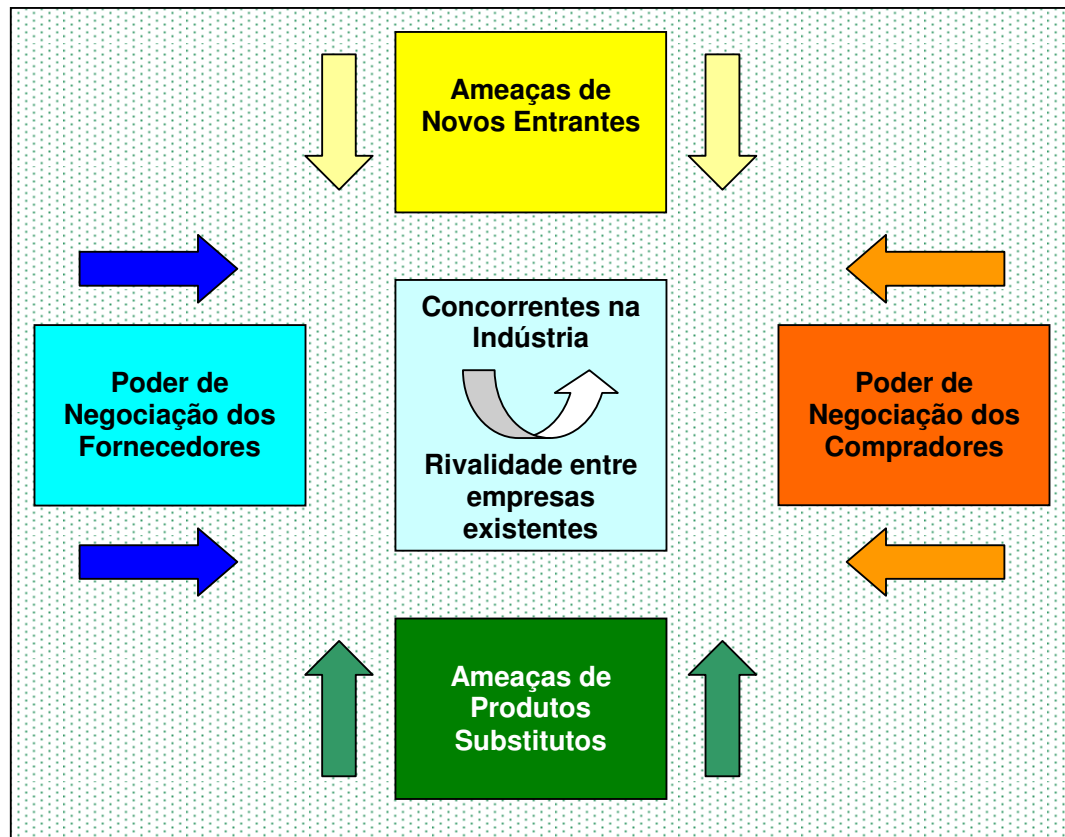 Ameaças de
Novos Entrantes
Concorrentes na
Indústria
Rivalidade entre
empresas
existentes
Poder de
Negociação dos
Fornecedores
Poder de
Negociação dos
Compradores
Ameaças de
Produtos
Substitutos